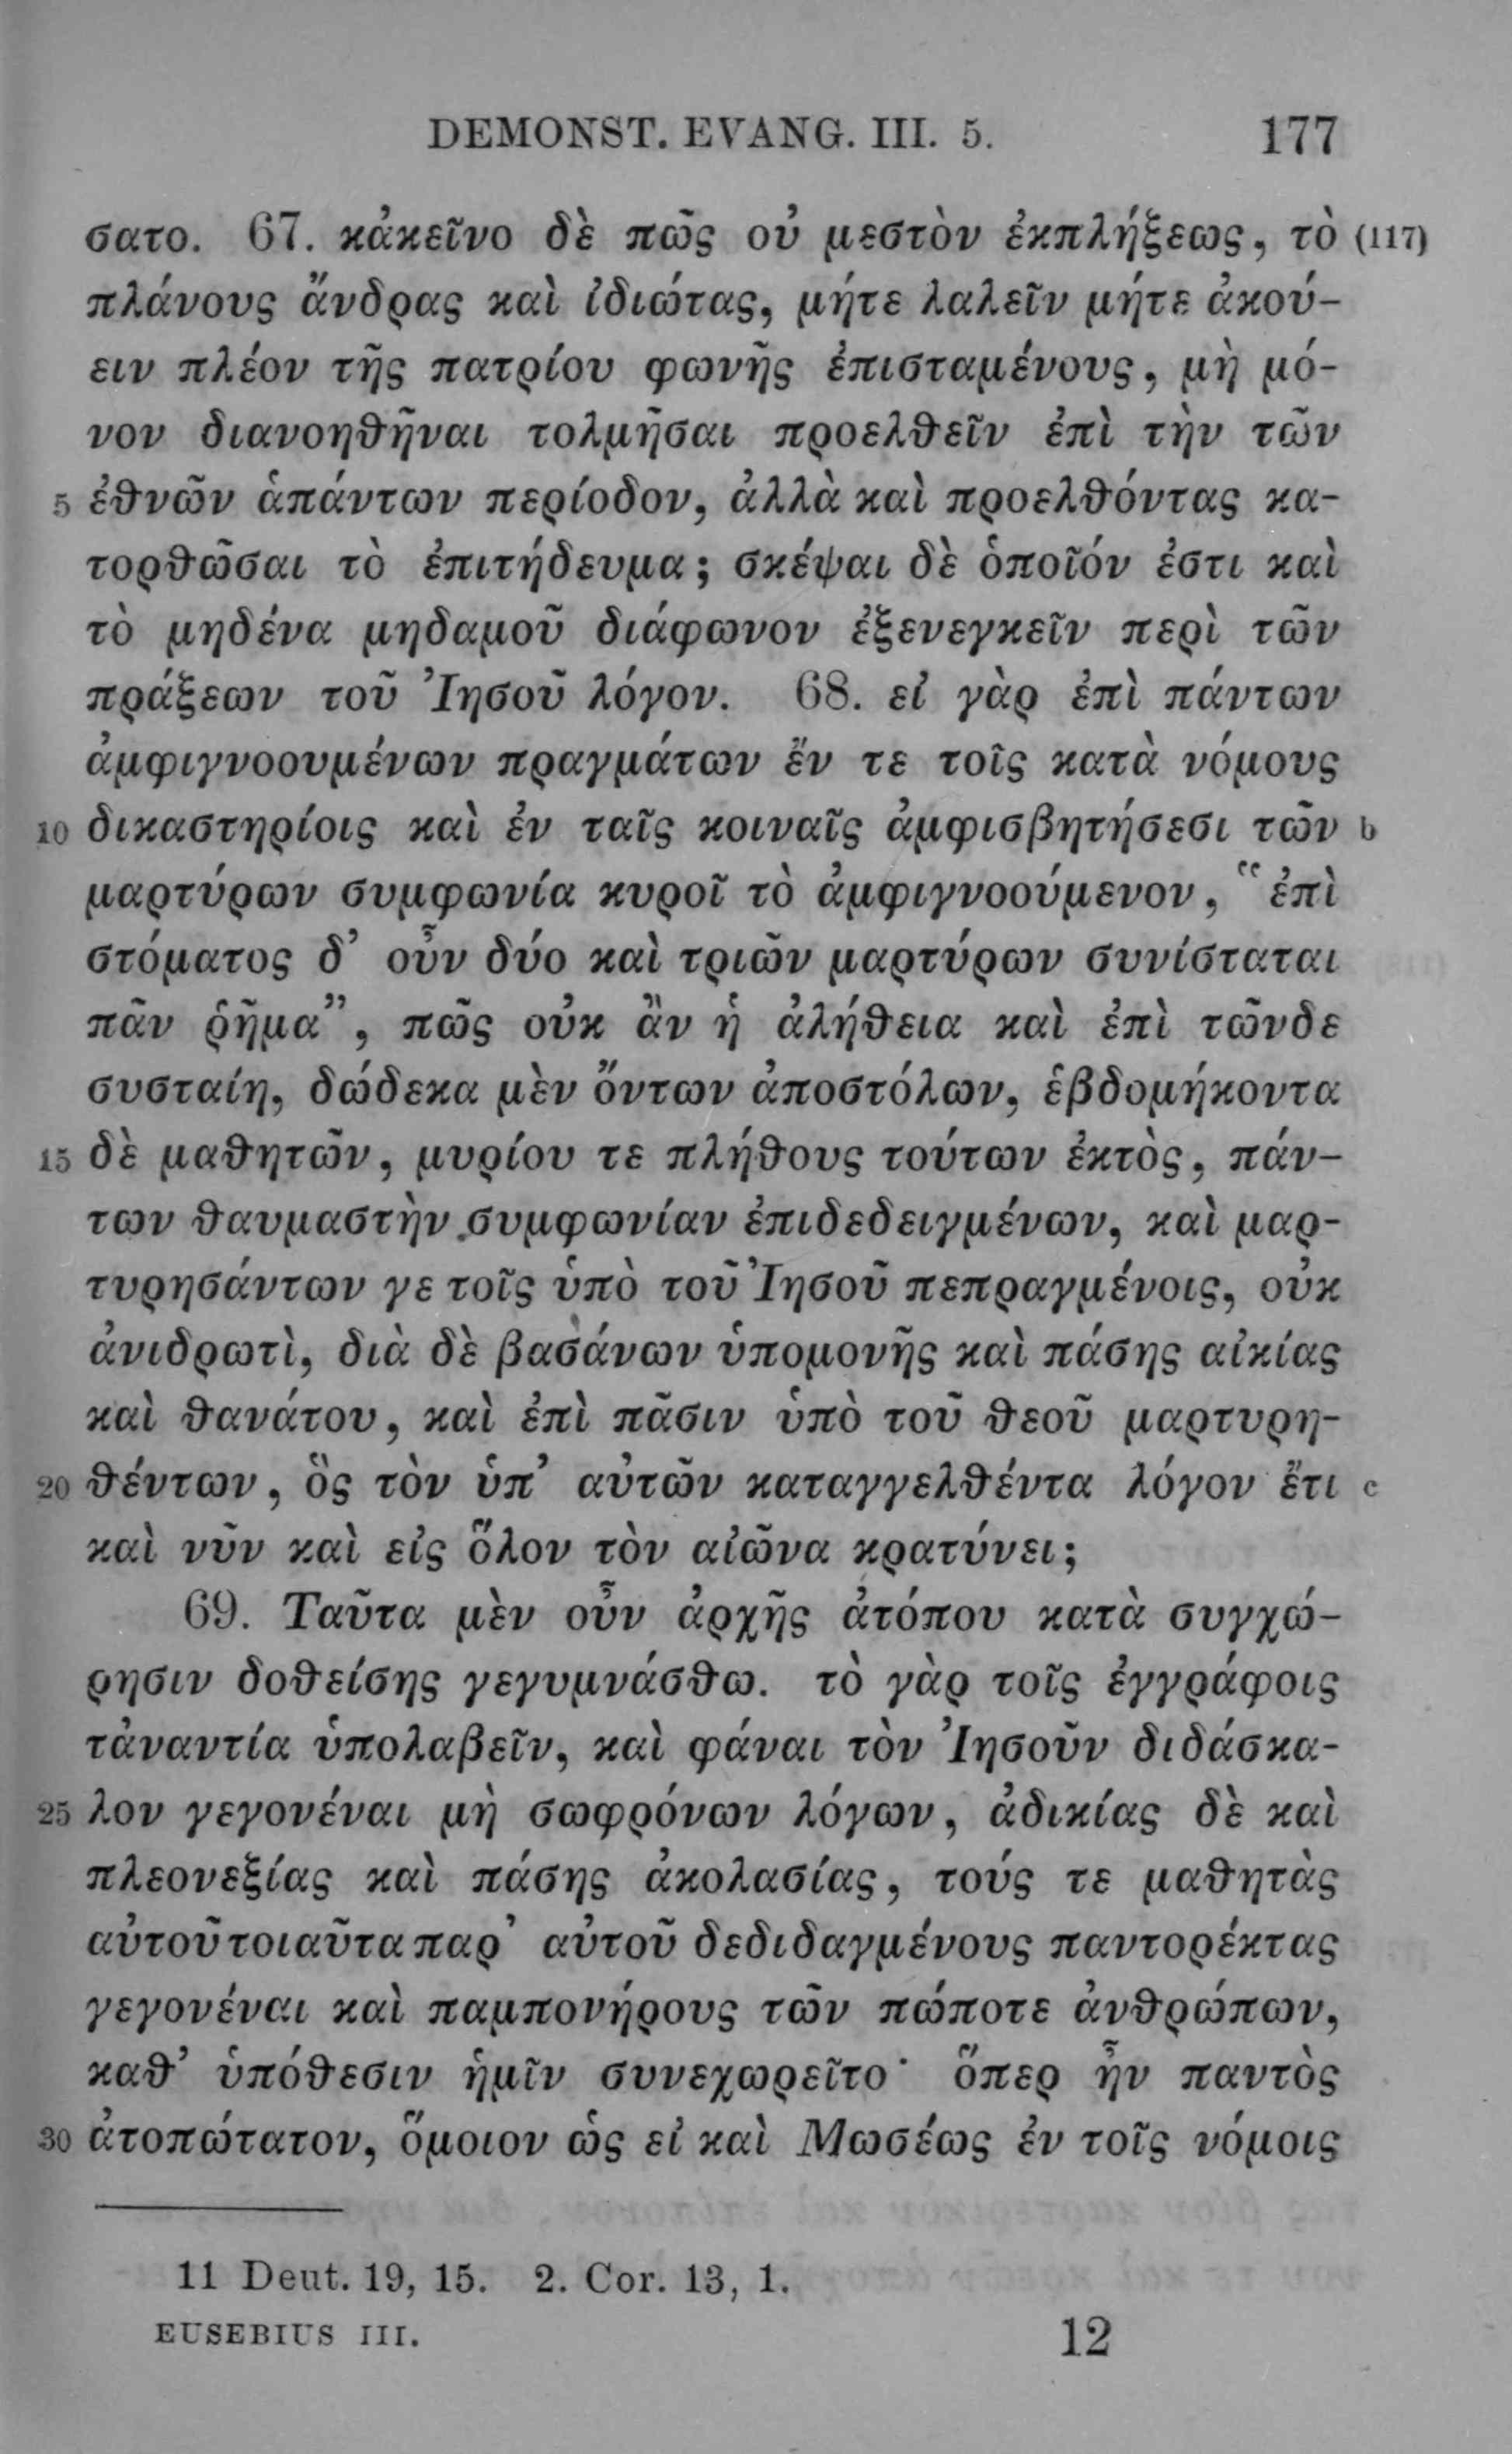 DEMONST. EVANG. III. 5. 177
σατο. 67. κἀκεῖνο δὲ πῶς οὐ μεστὸν ἐκπλήξεως, τὸ (117)
πλάνους ἄνδρας καὶ ἰδιώτας, μήτε λαλεῖν μήτε ἀκού-
ειν πλέον τῆς πατρίου φωνῆς ἐπισταμένους, μὴ μό-
νον διανοηθῆναι τολμῆσαι προελθεῖν ἐπὶ τὴν τῶν
5 ἐθνῶν ἁπάντων περίοδον, ἀλλὰ καὶ προελθόντας κα-
τορθῶσαι τὸ ἐπιτήδευμα; σκέψαι δὲ ὁποῖόν ἐστι καὶ
τὸ μηδένα μηδαμοῦ διάφωνον ἐξενεγκεῖν περὶ τῶν
πράξεων τοῦ Ἰησοῦ λόγον. 68. εἰ γὰρ ἐπὶ πάντων
ἀμφιγνοουμένων πραγμάτων ἔν τε τοῖς κατὰ νόμους
10 δικαστηρίοις καὶ ἐν ταῖς κοιναῖς ἀμφισβητήσεσι τῶν b
μαρτύρων συμφωνία κυροῖ τὸ ἀμφιγνοούμενον, “ἐπὶ
στόματος δ’ οὖν δύο καὶ τριῶν μαρτύρων συνίσταται
πᾶν ῥῆμα”, πῶς οὐκ ἂν ἡ ἀλήθεια καὶ ἐπὶ τῶνδε
συσταίη, δώδεκα μὲν ὄντων ἀποστόλων, ἑβδομήκοντα
15 δὲ μαθητῶν, μυρίου τε πλήθους τούτων ἐκτὸς, πάν-
των θαυμαστὴν συμφωνίαν ἐπιδεδειγμένων, καὶ μαρ-
τυρησάντων γε τοῖς ὑπὸ τοῦ Ἰησοῦ πεπραγμένοις, οὐκ
ἀνιδρωτὶ, διὰ δὲ βασάνων ὑπομονῆς καὶ πάσης αἰκίας
καὶ θανάτου, καὶ ἐπὶ πᾶσιν ὑπὸ τοῦ θεοῦ μαρτυρη-
20 θέντων, ὃς τὸν ὑπ’ αὐτῶν καταγγελθέντα λόγον ἔτι c
καὶ νῦν καὶ εἰς ὅλον τὸν αἰῶνα κρατύνει;
69. Ταῦτα μὲν οὖν ἀρχῆς ἀτόπου κατὰ συγχώ-
ρησιν δοθείσης γεγυμνάσθω. τὸ γὰρ τοῖς ἐγγράφοις
τἀναντία ὑπολαβεῖν, καὶ φάναι τὸν Ἰησοῦν διδάσκα-
25 λον γεγονέναι μὴ σωφρόνων λόγων, ἀδικίας δὲ καὶ
πλεονεξίας καὶ πάσης ἀκολασίας, τούς τε μαθητὰς
αὐτοῦ τοιαῦτα παρ’ αὐτοῦ δεδιδαγμένους παντορέκτας
γεγονέναι καὶ παμπονήρους τῶν πώποτε ἀνθρώπων,
καθ’ ὑπόθεσιν ἡμῖν συνεχωρεῖτο· ὅπερ ἦν παντὸς
30 ἀτοπώτατον, ὅμοιον ὡς εἰ καὶ Μωσέως ἐν τοῖς νόμοις
11 Deut. 19, 15. 2. Cor. 13, 1.
EUSEBIUS III. 12